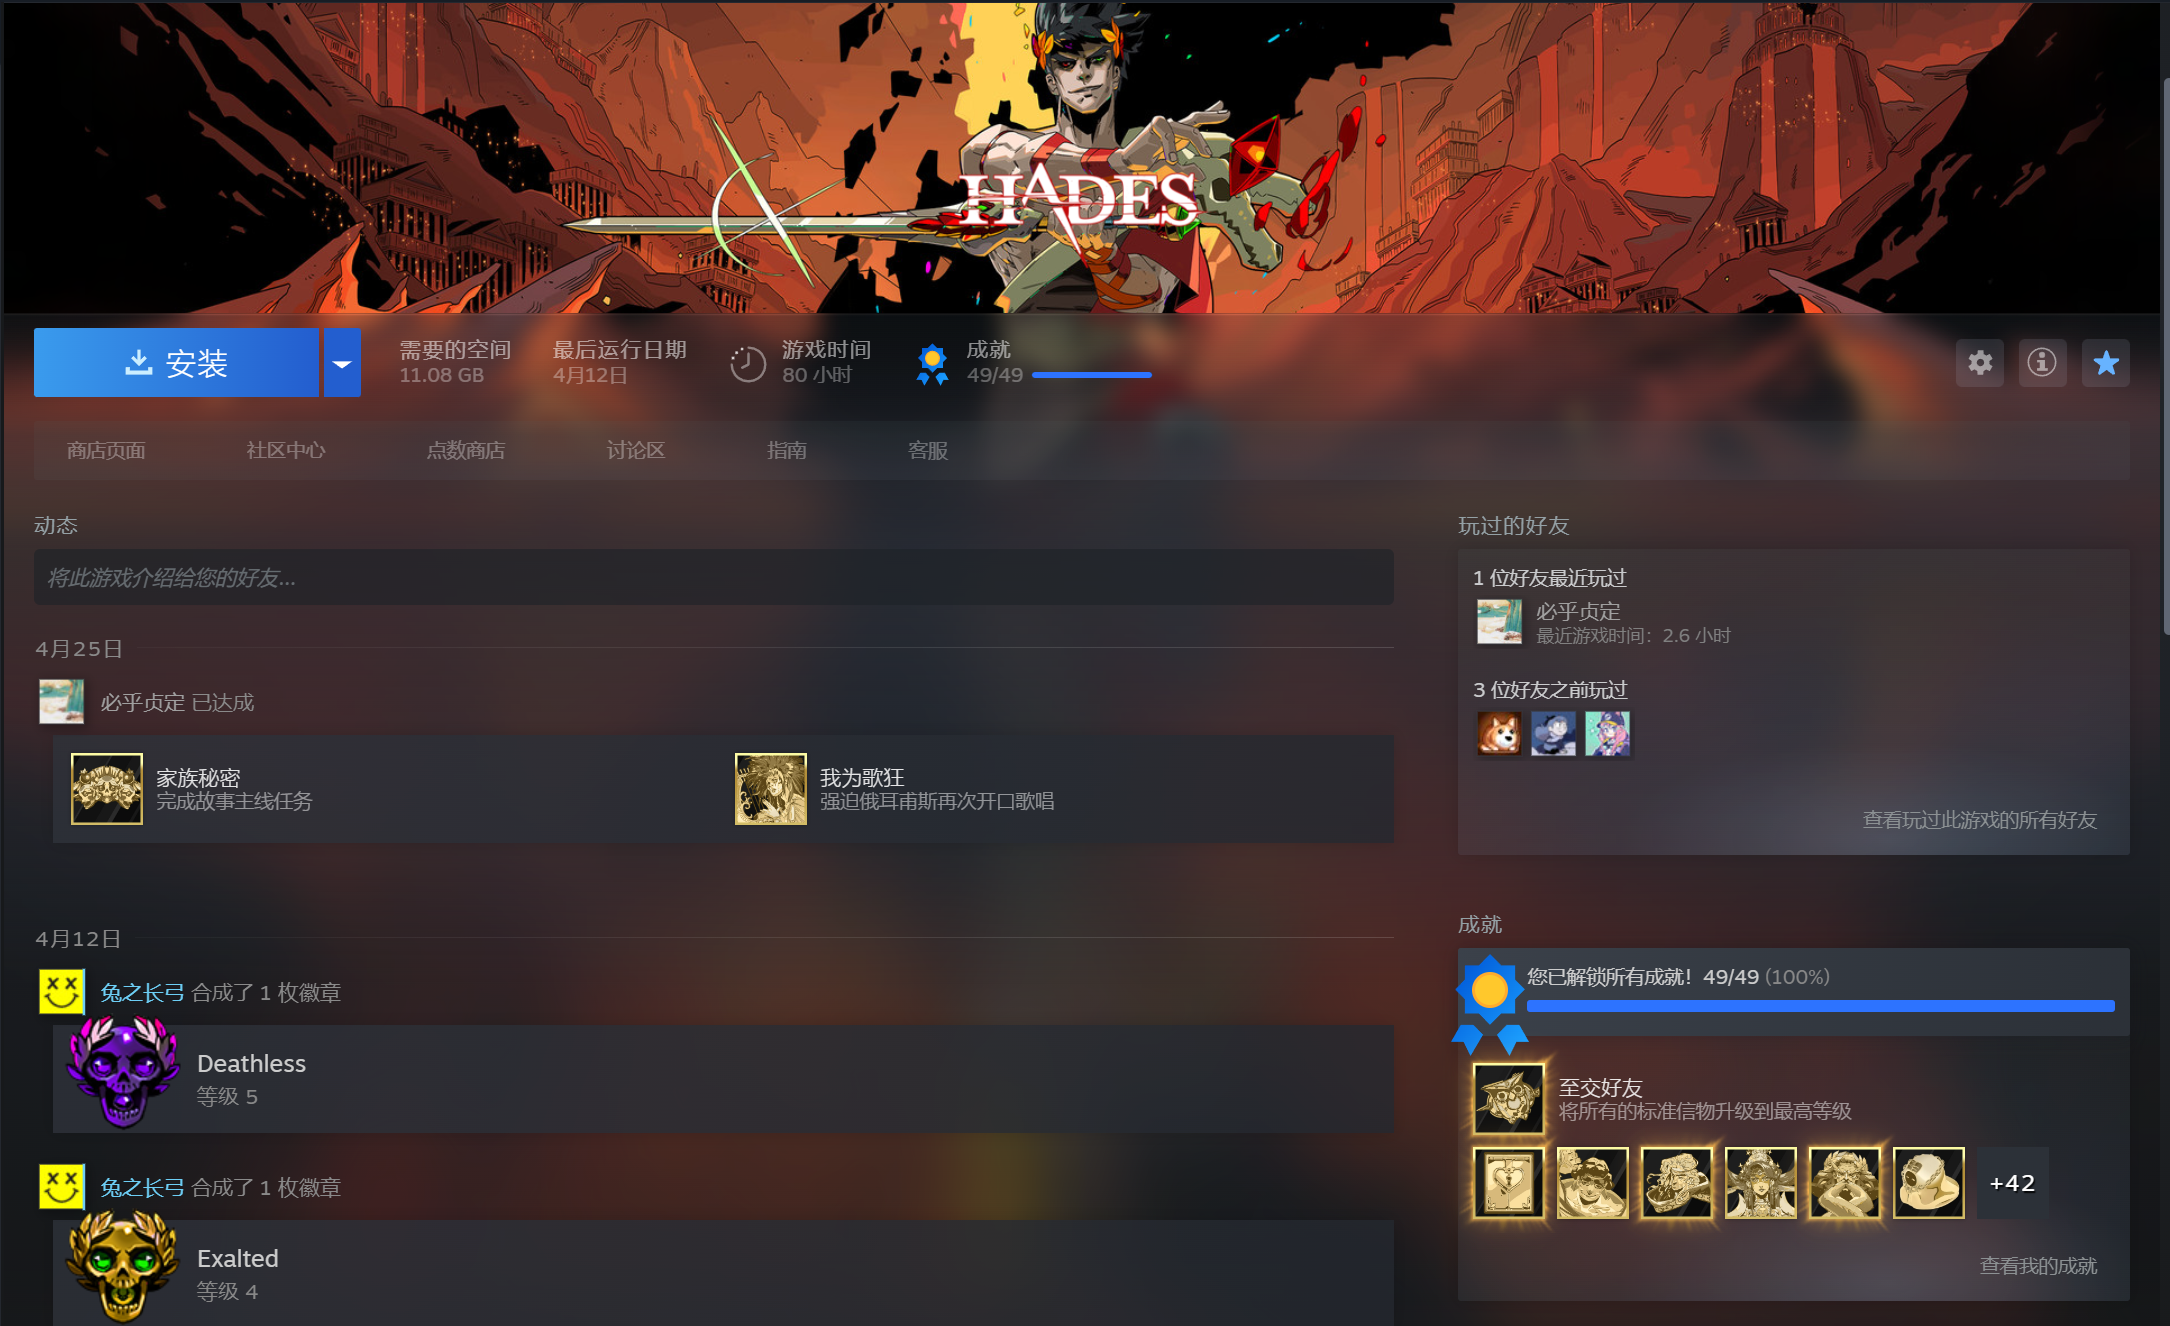 HADES
安装
需要的空间
11.08 GB
最后运行日期
4月12日
游戏时间
80 小时
成就
49/49
商店页面
社区中心
点数商店
讨论区
指南
客服
动态
将此游戏介绍给您的好友...
4月25日
必乎贞定 已达成
家族秘密
完成故事主线任务
我为歌狂
强迫俄耳甫斯再次开口歌唱
4月12日
兔之长弓 合成了 1 枚徽章
Deathless
等级 5
兔之长弓 合成了 1 枚徽章
Exalted
等级 4
玩过的好友
1 位好友最近玩过
必乎贞定
最近游戏时间：2.6 小时
3 位好友之前玩过
查看玩过此游戏的所有好友
成就
您已解锁所有成就！49/49 (100%)
至交好友
将所有的标准信物升级到最高等级
+42
查看我的成就